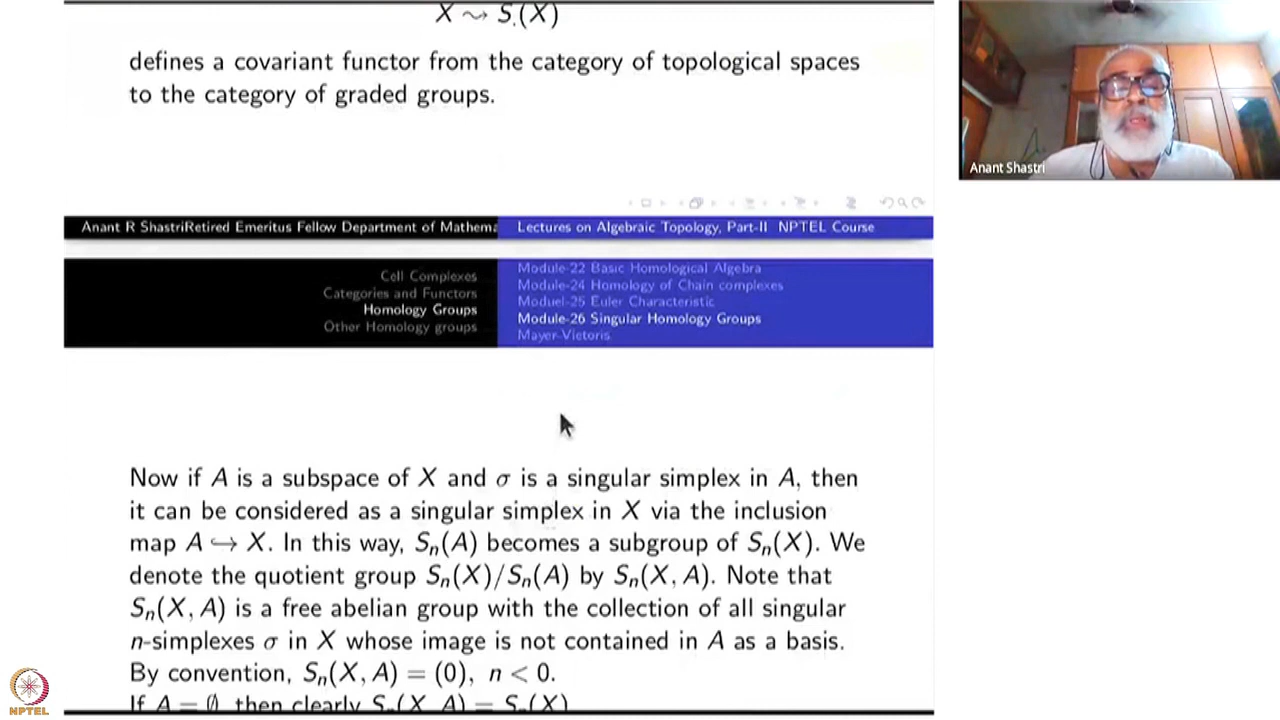 X ⇝ S.(X)
defines a covariant functor from the category of topological spaces
to the category of graded groups.
Anant Shastri
Anant R ShastriRetired Emeritus Fellow Department of Mathema
Lectures on Algebraic Topology, Part-II NPTEL Course
Cell Complexes
Categories and Functors
Homology Groups
Other Homology groups
Module-22 Basic Homological Algebra
Module-24 Homology of Chain complexes
Moduel-25 Euler Characteristic
Module-26 Singular Homology Groups
Mayer-Vietoris
Now if A is a subspace of X and σ is a singular simplex in A, then
it can be considered as a singular simplex in X via the inclusion
map A ↪ X. In this way, Sₙ(A) becomes a subgroup of Sₙ(X). We
denote the quotient group Sₙ(X)/Sₙ(A) by Sₙ(X, A). Note that
Sₙ(X, A) is a free abelian group with the collection of all singular
n-simplexes σ in X whose image is not contained in A as a basis.
By convention, Sₙ(X, A) = (0), n < 0.
If A = ∅ then clearly Sₙ(X, A) = Sₙ(X)
NPTEL